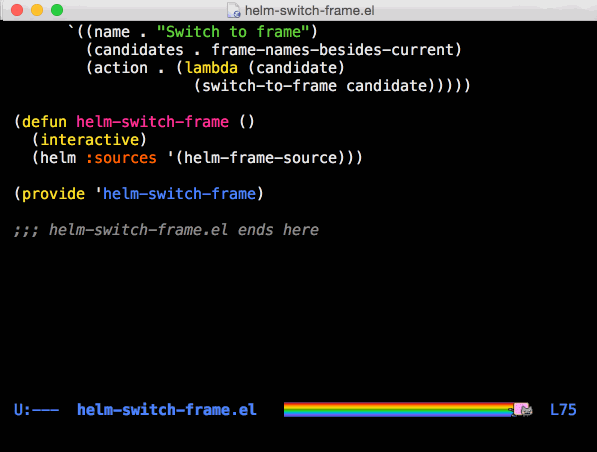 helm-switch-frame.el
`((name . "Switch to frame")
(candidates . frame-names-besides-current)
(action . (lambda (candidate)
(switch-to-frame candidate)))))
(defun helm-switch-frame ()
(interactive)
(helm :sources '(helm-frame-source)))
(provide 'helm-switch-frame)
;;; helm-switch-frame.el ends here
U:--- helm-switch-frame.el L75